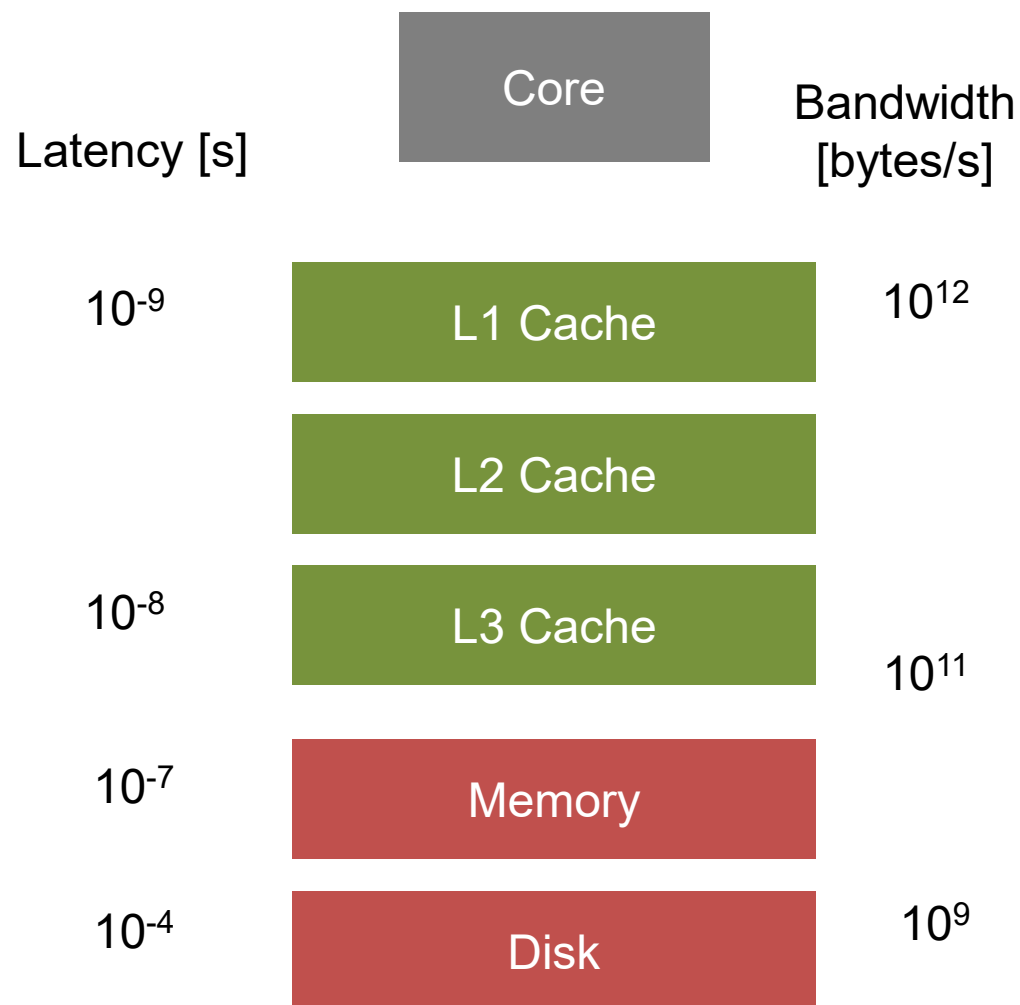 Core
Bandwidth
[bytes/s]
Latency [s]
10⁻⁹
L1 Cache
10¹²
L2 Cache
10⁻⁸
L3 Cache
10¹¹
10⁻⁷
Memory
10⁻⁴
Disk
10⁹